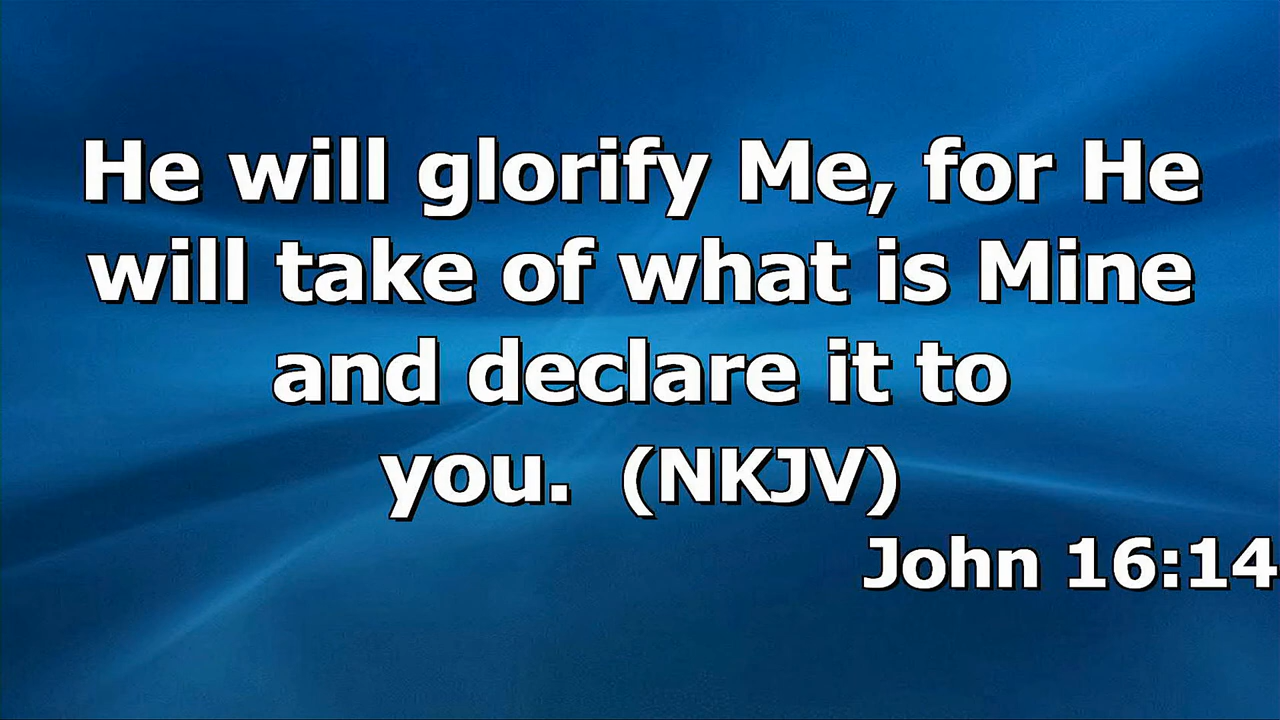 He will glorify Me, for He
will take of what is Mine
and declare it to
you.  (NKJV)
John 16:14